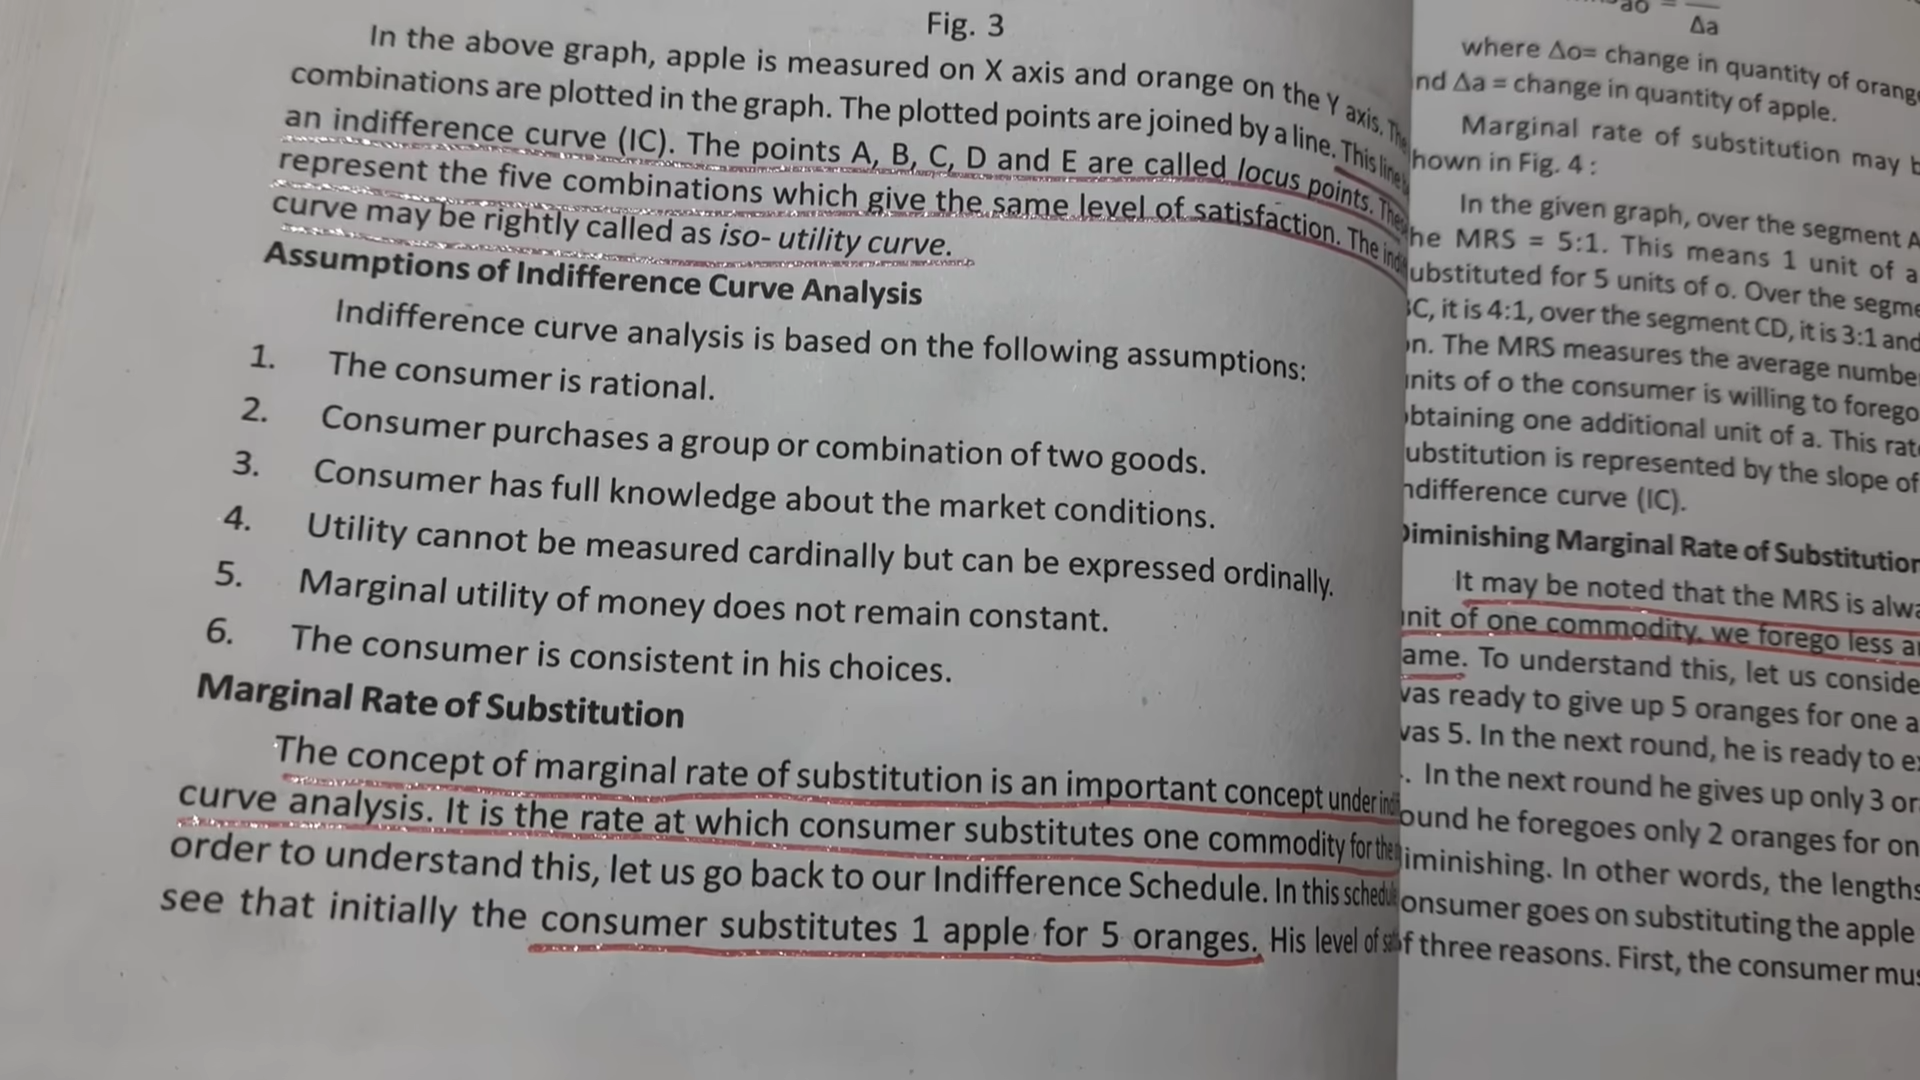 Fig. 3
In the above graph, apple is measured on X axis and orange on the Y axis. The
combinations are plotted in the graph. The plotted points are joined by a line. This line
an indifference curve (IC). The points A, B, C, D and E are called locus points.
represent the five combinations which give the same level of satisfaction. The
curve may be rightly called as iso- utility curve.
Assumptions of Indifference Curve Analysis
Indifference curve analysis is based on the following assumptions:
1. The consumer is rational.
2. Consumer purchases a group or combination of two goods.
3. Consumer has full knowledge about the market conditions.
4. Utility cannot be measured cardinally but can be expressed ordinally.
5. Marginal utility of money does not remain constant.
6. The consumer is consistent in his choices.
Marginal Rate of Substitution
The concept of marginal rate of substitution is an important concept under
curve analysis. It is the rate at which consumer substitutes one commodity for the
order to understand this, let us go back to our Indifference Schedule. In this schedule
see that initially the consumer substitutes 1 apple for 5 oranges. His level of
Δa
where Δo= change in quantity of orang
nd Δa = change in quantity of apple.
Marginal rate of substitution may b
hown in Fig. 4 :
In the given graph, over the segment A
he MRS = 5:1. This means 1 unit of a
ubstituted for 5 units of o. Over the segme
BC, it is 4:1, over the segment CD, it is 3:1 and
on. The MRS measures the average numbe
units of o the consumer is willing to forego
obtaining one additional unit of a. This rat
ubstitution is represented by the slope of
ndifference curve (IC).
Diminishing Marginal Rate of Substitution
It may be noted that the MRS is alwa
unit of one commodity, we forego less a
ame. To understand this, let us conside
was ready to give up 5 oranges for one a
was 5. In the next round, he is ready to e
. In the next round he gives up only 3 or
ound he foregoes only 2 oranges for on
iminishing. In other words, the lengths
onsumer goes on substituting the apple
f three reasons. First, the consumer mus